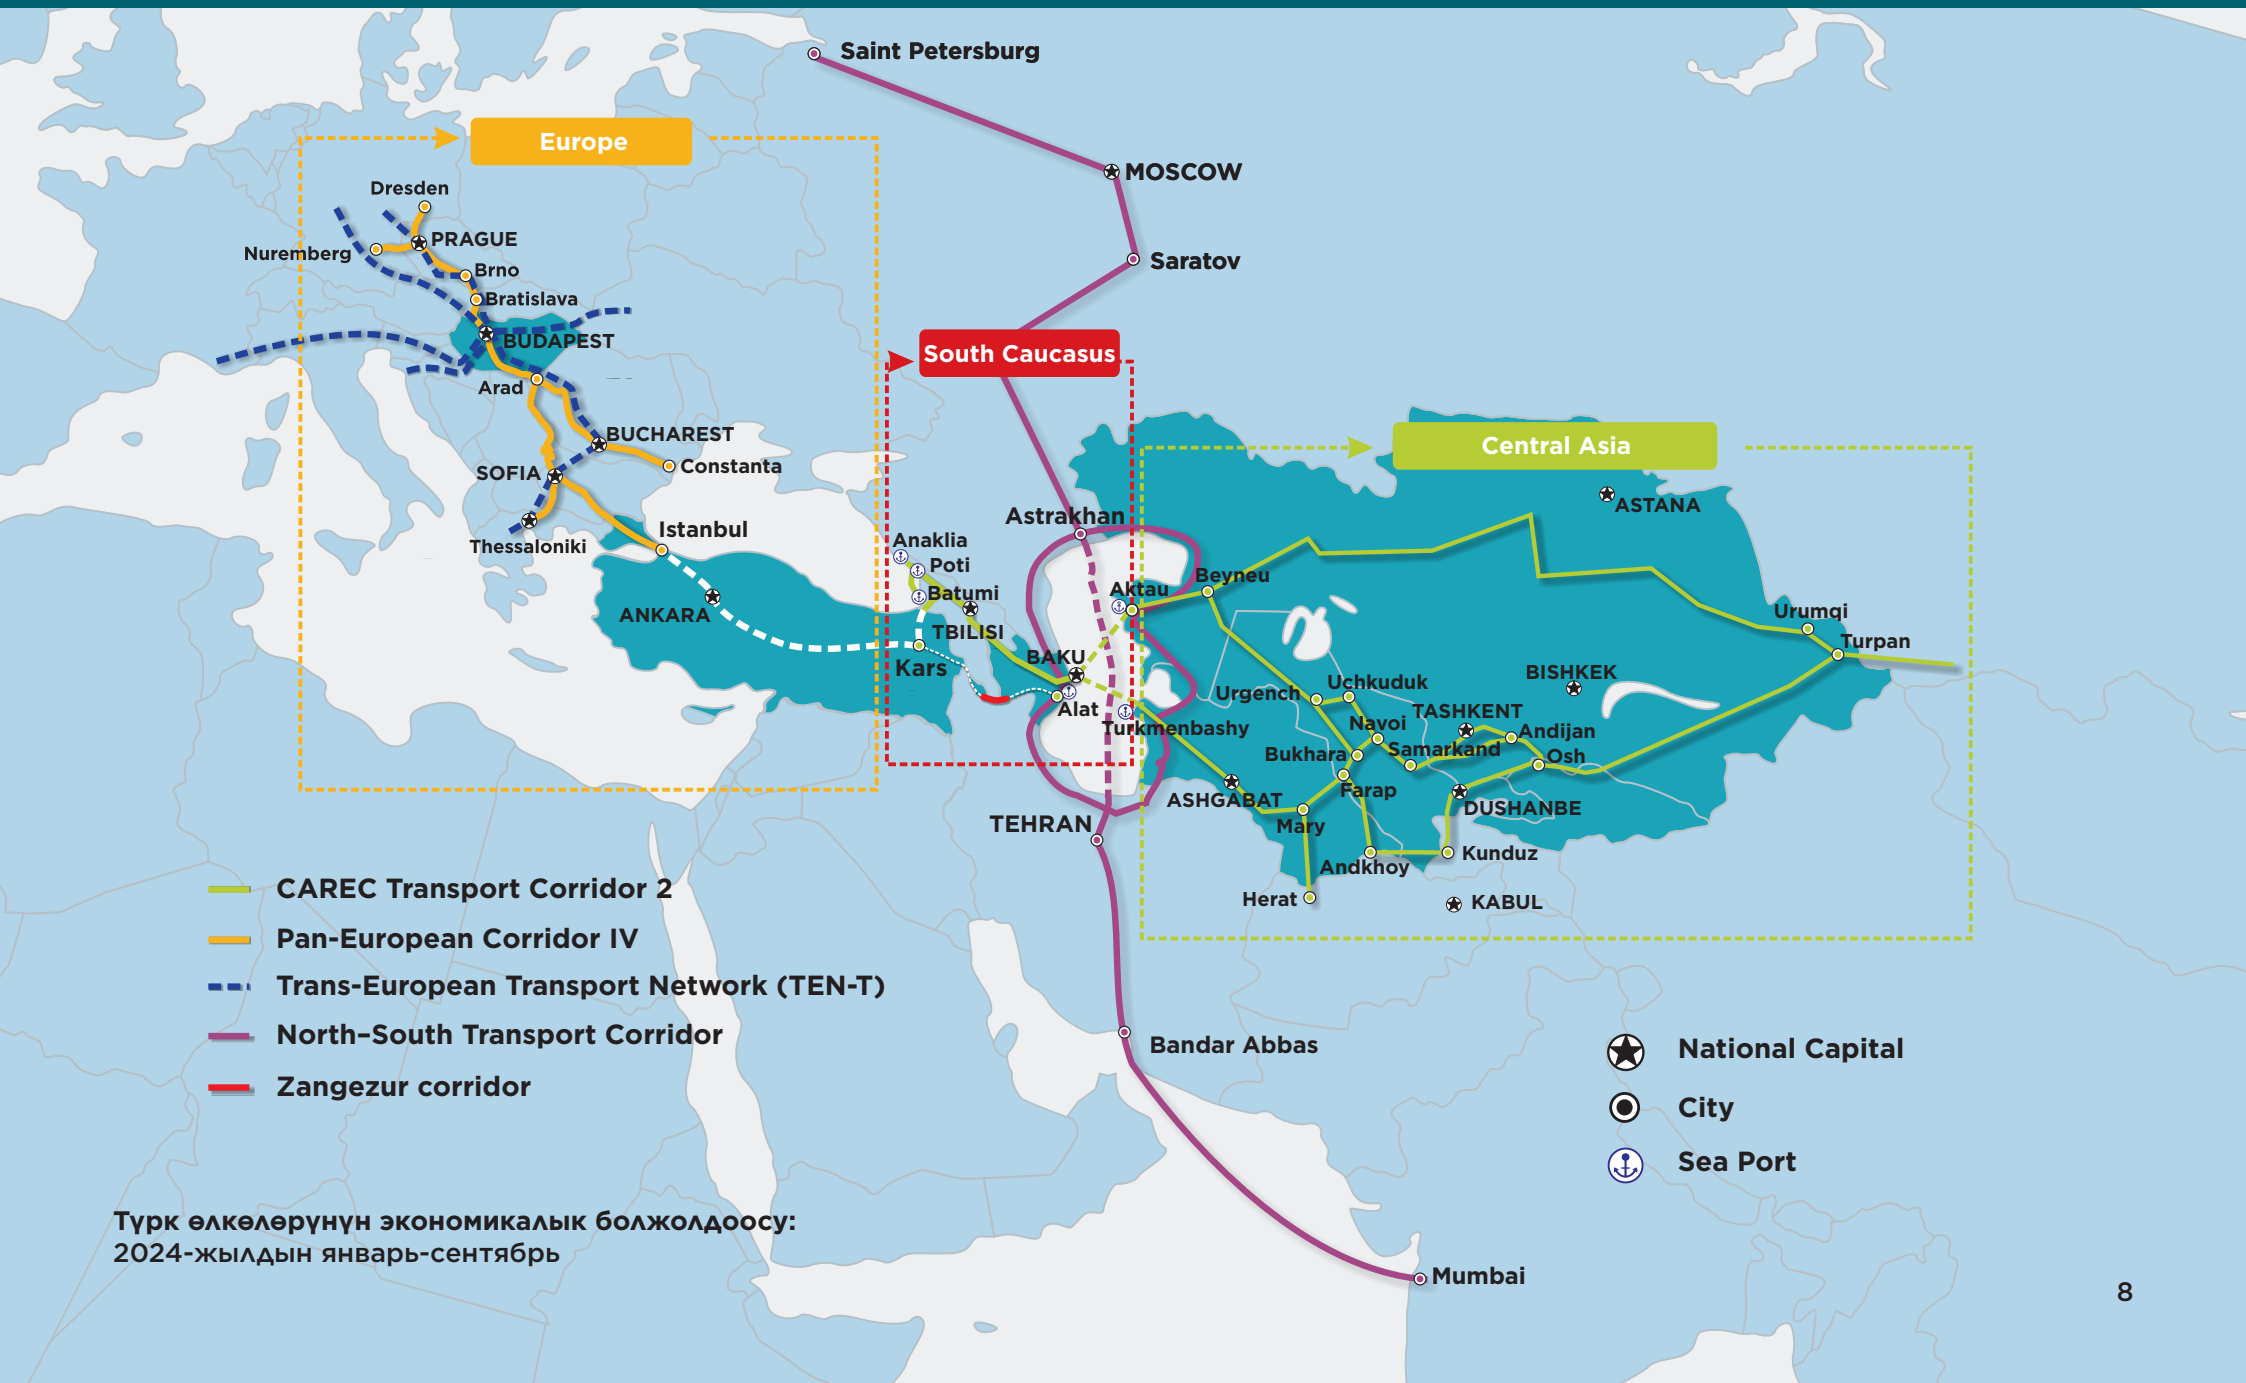 Saint Petersburg
Europe
MOSCOW
Dresden
PRAGUE
Nuremberg
Saratov
Brno
Bratislava
BUDAPEST
South Caucasus
Arad
BUCHAREST
Central Asia
Constanta
SOFIA
ASTANA
Astrakhan
Istanbul
Thessaloniki
Anaklia
Poti
Beyneu
Aktau
Batumi
ANKARA
Urumqi
TBILISI
Turpan
BAKU
Kars
BISHKEK
Uchkuduk
Urgench
Alat
TASHKENT
Navoi
Turkmenbashy
Andijan
Samarkand
Bukhara
Osh
Farap
ASHGABAT
DUSHANBE
TEHRAN
Mary
Kunduz
Andkhoy
Herat
KABUL
CAREC Transport Corridor 2
Pan-European Corridor IV
Trans-European Transport Network (TEN-T)
North–South Transport Corridor
Zangezur corridor
Bandar Abbas
National Capital
City
Sea Port
Түрк өлкөлөрүнүн экономикалык болжолдоосу:
2024-жылдын январь-сентябрь
Mumbai
8